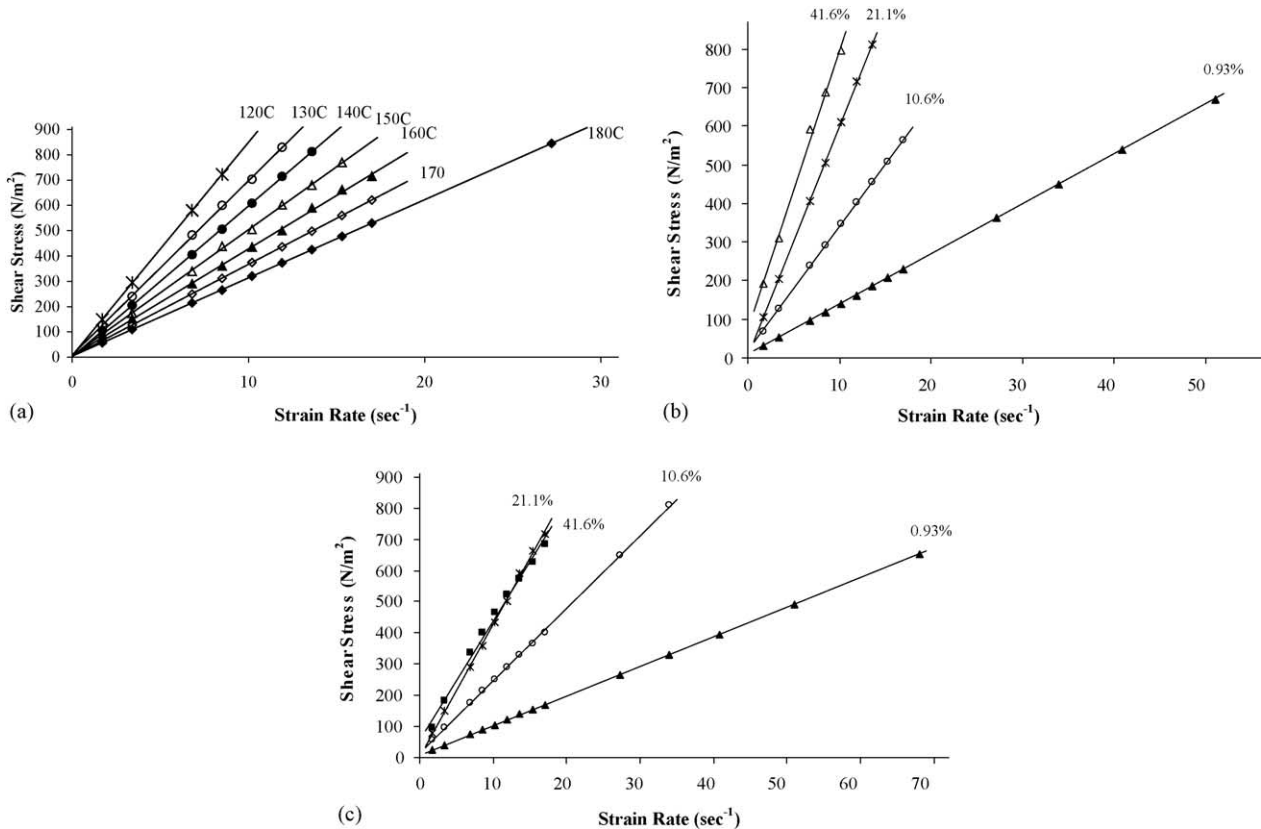 120C 130C 140C 150C 160C 180C
170
900
800
700
600
500
400
300
200
100
0
Shear Stress (N/m²)
0 10 20 30
Strain Rate (sec⁻¹)
(a)
41.6% 21.1%
10.6%
0.93%
800
700
600
500
400
300
200
100
0
Shear Stress (N/m²)
0 10 20 30 40 50
Strain Rate (sec⁻¹)
(b)
21.1%
41.6%
10.6%
0.93%
900
800
700
600
500
400
300
200
100
0
Shear Stress (N/m²)
0 10 20 30 40 50 60 70
Strain Rate (sec⁻¹)
(c)